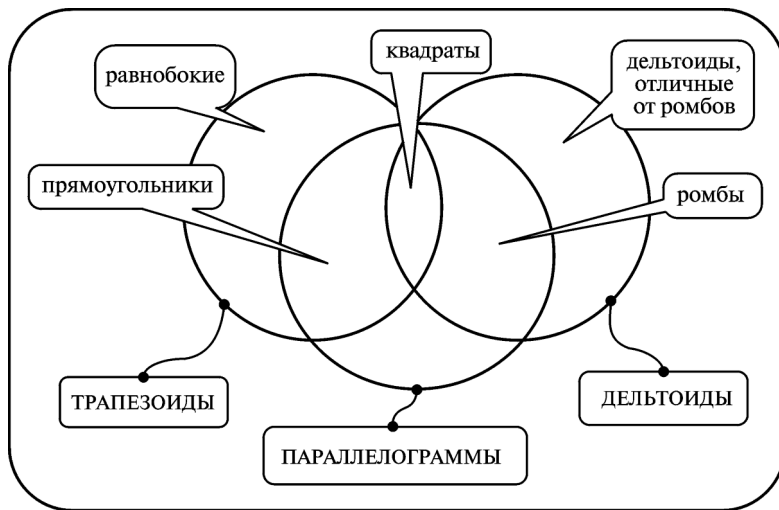 равнобокие
квадраты
дельтоиды,
отличные
от ромбов
прямоугольники
ромбы
ТРАПЕЗОИДЫ
ДЕЛЬТОИДЫ
ПАРАЛЛЕЛОГРАММЫ